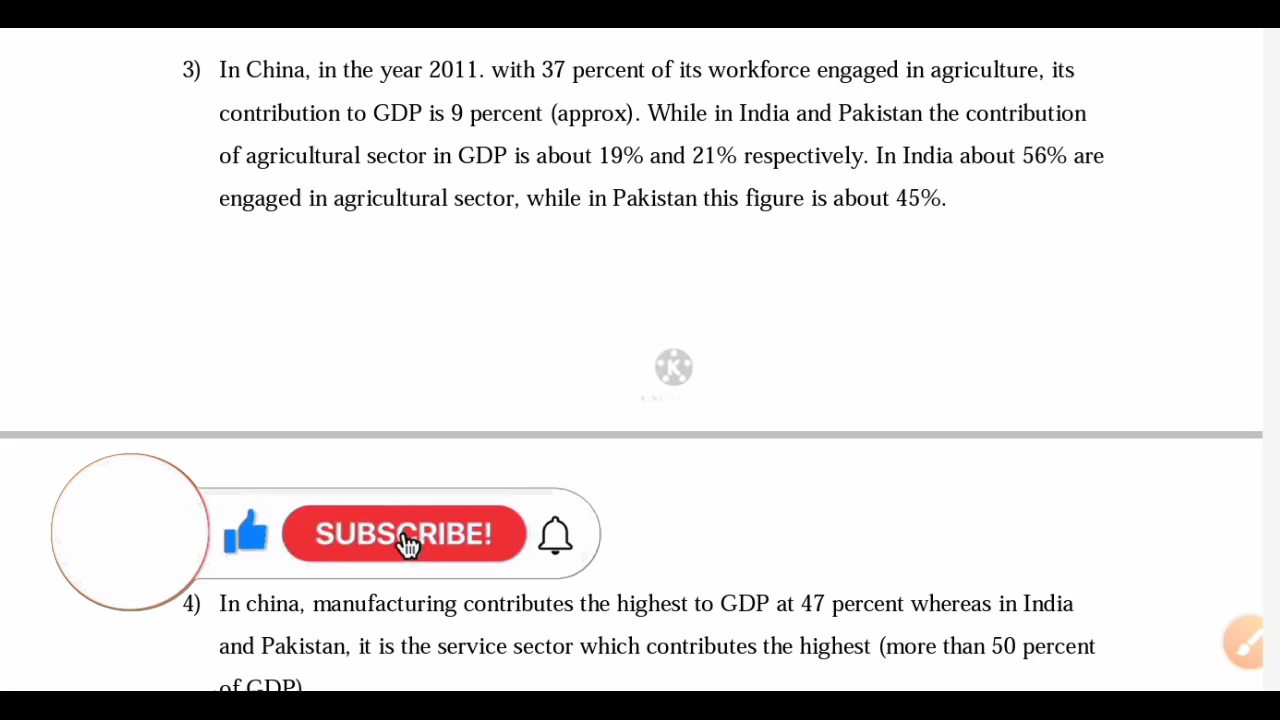 3) In China, in the year 2011. with 37 percent of its workforce engaged in agriculture, its
contribution to GDP is 9 percent (approx). While in India and Pakistan the contribution
of agricultural sector in GDP is about 19% and 21% respectively. In India about 56% are
engaged in agricultural sector, while in Pakistan this figure is about 45%.
K
SUBSCRIBE!
4) In china, manufacturing contributes the highest to GDP at 47 percent whereas in India
and Pakistan, it is the service sector which contributes the highest (more than 50 percent
of GDP)